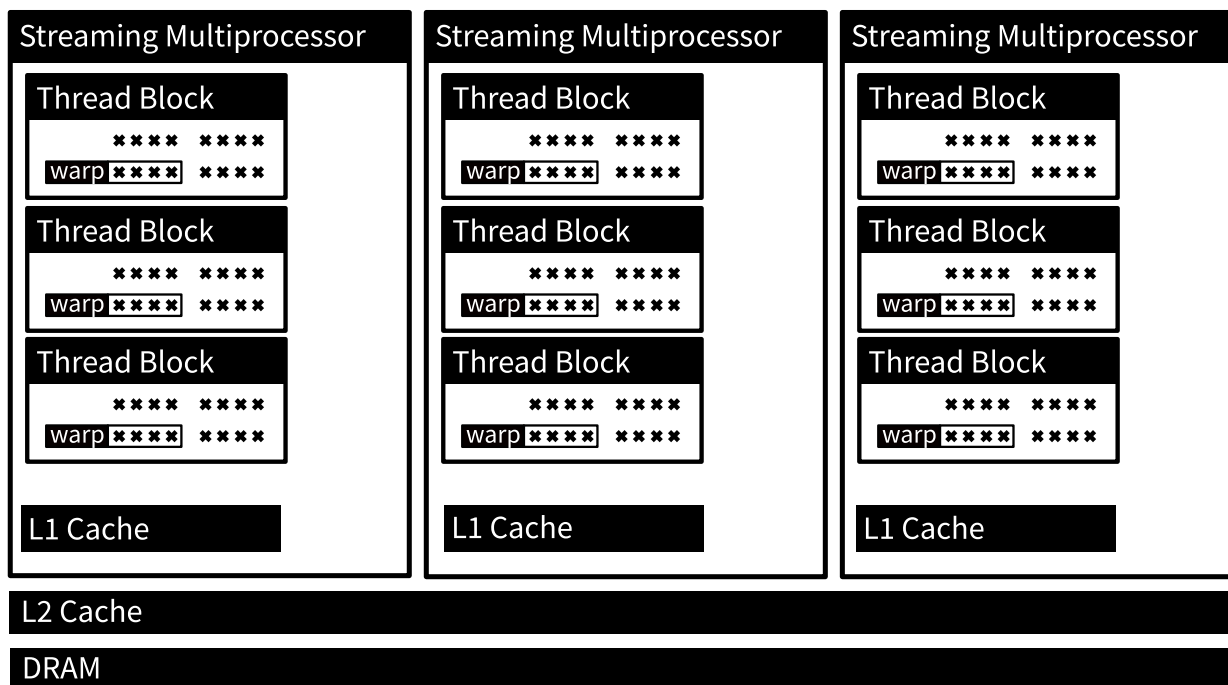 Streaming Multiprocessor
Thread Block
warp
Thread Block
warp
Thread Block
warp
L1 Cache
Streaming Multiprocessor
Thread Block
warp
Thread Block
warp
Thread Block
warp
L1 Cache
Streaming Multiprocessor
Thread Block
warp
Thread Block
warp
Thread Block
warp
L1 Cache
L2 Cache
DRAM